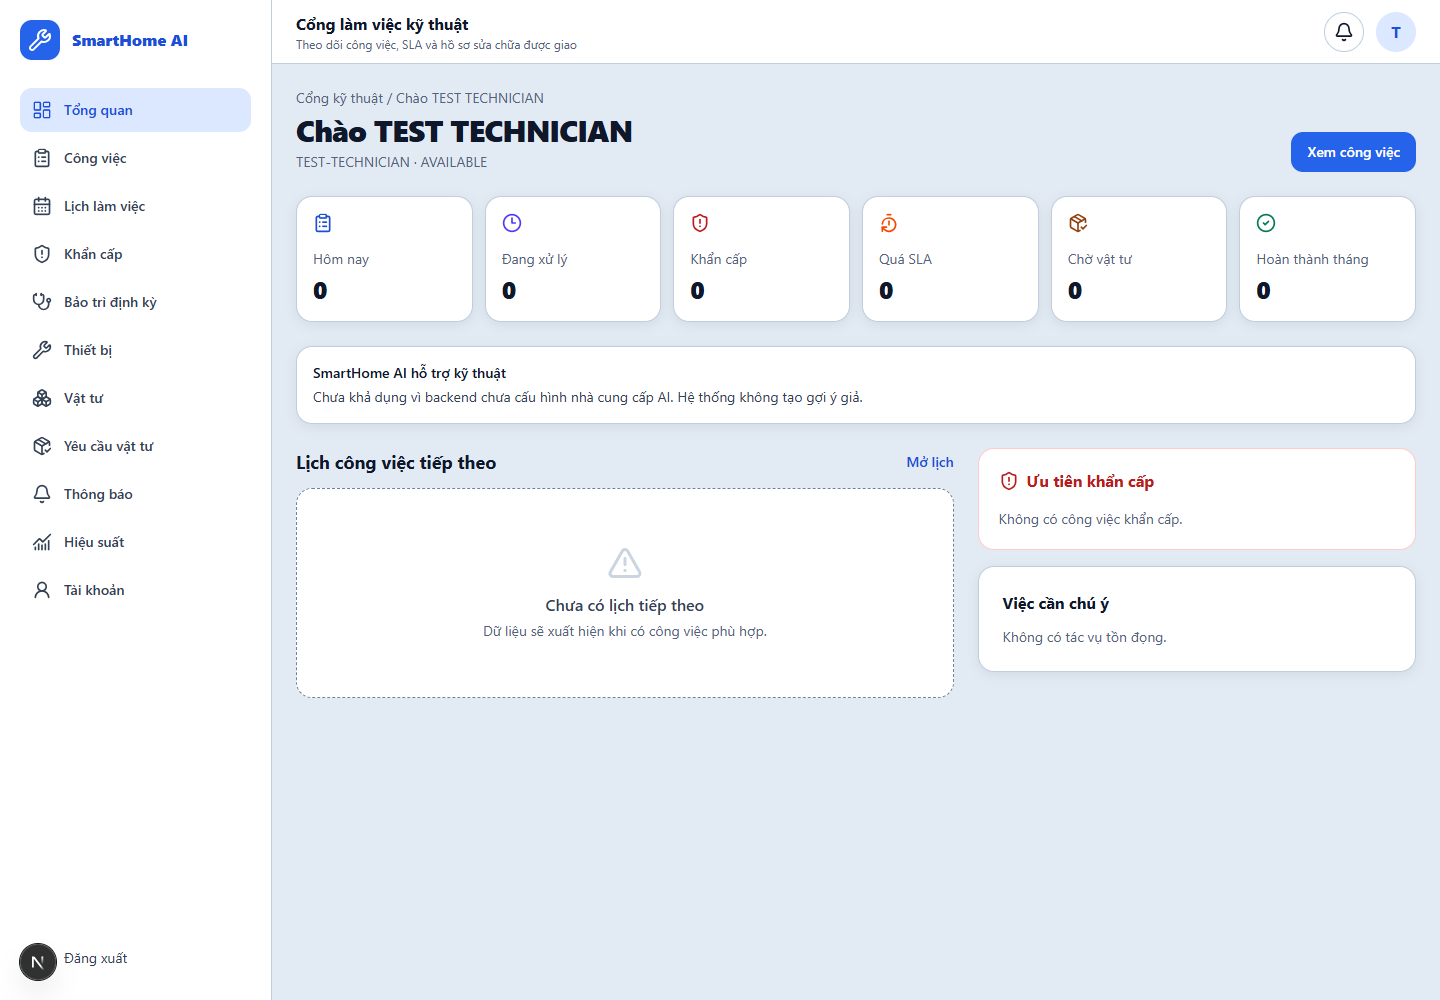 SmartHome AI
Tổng quan
Công việc
Lịch làm việc
Khẩn cấp
Bảo trì định kỳ
Thiết bị
Vật tư
Yêu cầu vật tư
Thông báo
Hiệu suất
Tài khoản
N
Đăng xuất
Cổng làm việc kỹ thuật
Theo dõi công việc, SLA và hồ sơ sửa chữa được giao
T
Cổng kỹ thuật / Chào TEST TECHNICIAN
Chào TEST TECHNICIAN
TEST-TECHNICIAN · AVAILABLE
Xem công việc
Hôm nay
0
Đang xử lý
0
Khẩn cấp
0
Quá SLA
0
Chờ vật tư
0
Hoàn thành tháng
0
SmartHome AI hỗ trợ kỹ thuật
Chưa khả dụng vì backend chưa cấu hình nhà cung cấp AI. Hệ thống không tạo gợi ý giả.
Lịch công việc tiếp theo
Mở lịch
Chưa có lịch tiếp theo
Dữ liệu sẽ xuất hiện khi có công việc phù hợp.
Ưu tiên khẩn cấp
Không có công việc khẩn cấp.
Việc cần chú ý
Không có tác vụ tồn đọng.